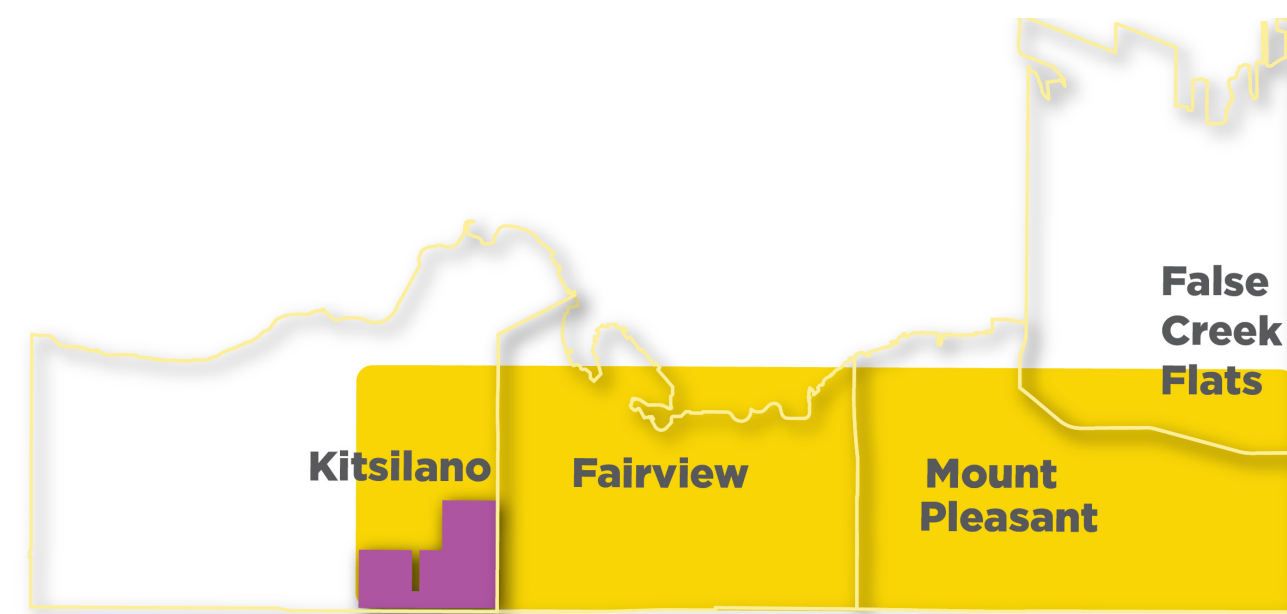 Kitsilano
Fairview
Mount
Pleasant
False
Creek
Flats